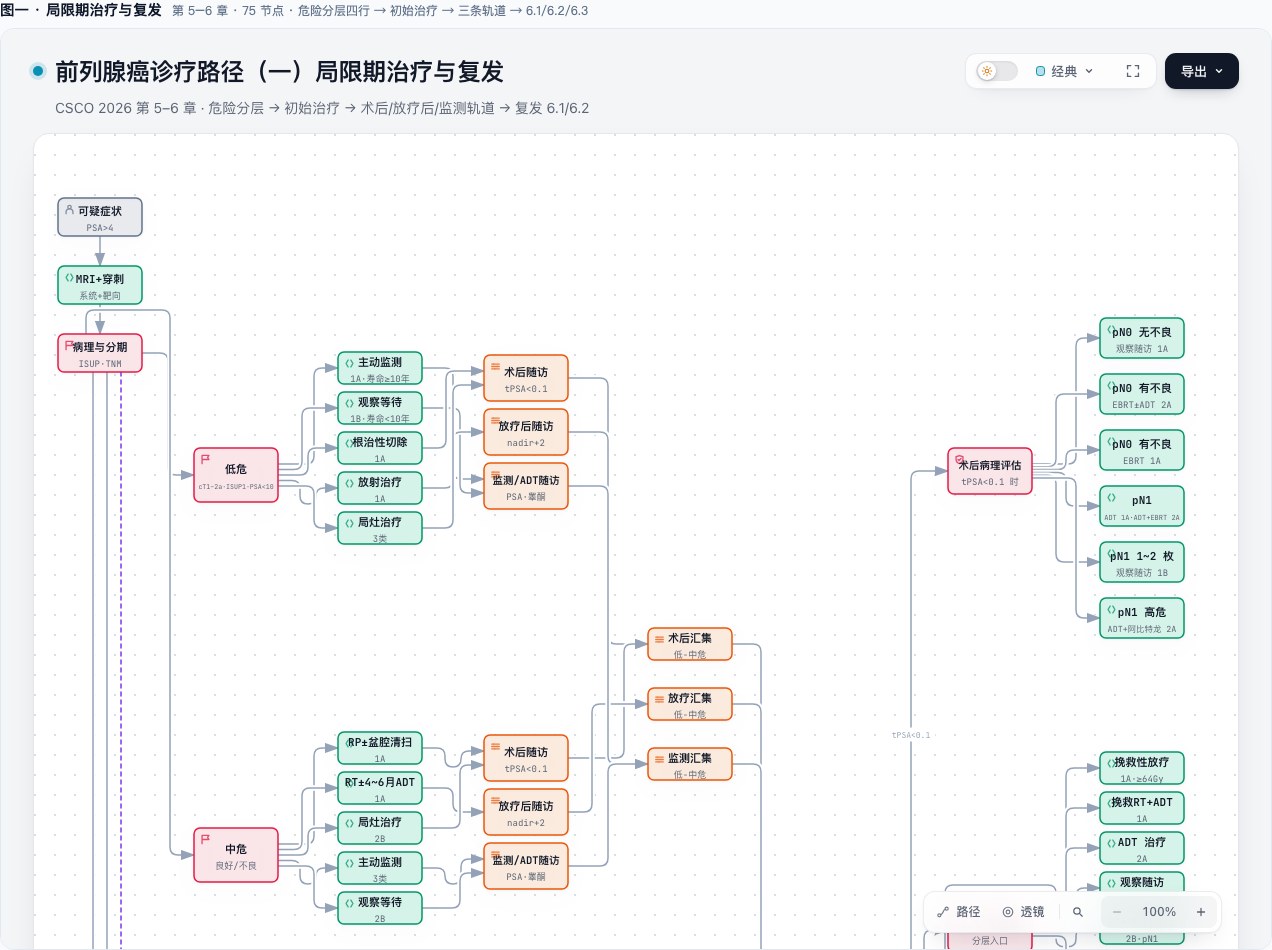 图一 · 局限期治疗与复发 第 5—6 章 · 75 节点 · 危险分层四行 → 初始治疗 → 三条轨道 → 6.1/6.2/6.3
前列腺癌诊疗路径（一）局限期治疗与复发
经典
导出
CSCO 2026 第 5–6 章 · 危险分层 → 初始治疗 → 术后/放疗后/监测轨道 → 复发 6.1/6.2
可疑症状
PSA>4
MRI+穿刺
系统+靶向
病理与分期
ISUP·TNM
低危
cT1-2a·ISUP1·PSA<10
主动监测
1A·寿命≥10年
观察等待
1B·寿命<10年
根治性切除
1A
放射治疗
1A
局灶治疗
3类
术后随访
tPSA<0.1
放疗后随访
nadir+2
监测/ADT随访
PSA·睾酮
术后汇集
低-中危
放疗汇集
低-中危
监测汇集
低-中危
中危
良好/不良
RP±盆腔清扫
1A
RT±4~6月ADT
1A
局灶治疗
2B
主动监测
3类
观察等待
2B
术后随访
tPSA<0.1
放疗后随访
nadir+2
监测/ADT随访
PSA·睾酮
tPSA<0.1
术后病理评估
tPSA<0.1 时
pN0 无不良
观察随访 1A
pN0 有不良
EBRT±ADT 2A
pN0 有不良
EBRT 1A
pN1
ADT 1A·ADT+EBRT 2A
pN1 1~2 枚
观察随访 1B
pN1 高危
ADT+阿比特龙 2A
挽救性放疗
1A·≥64Gy
挽救RT+ADT
1A
ADT 治疗
2A
观察随访
分层入口
2B·pN1
路径
透镜
100%